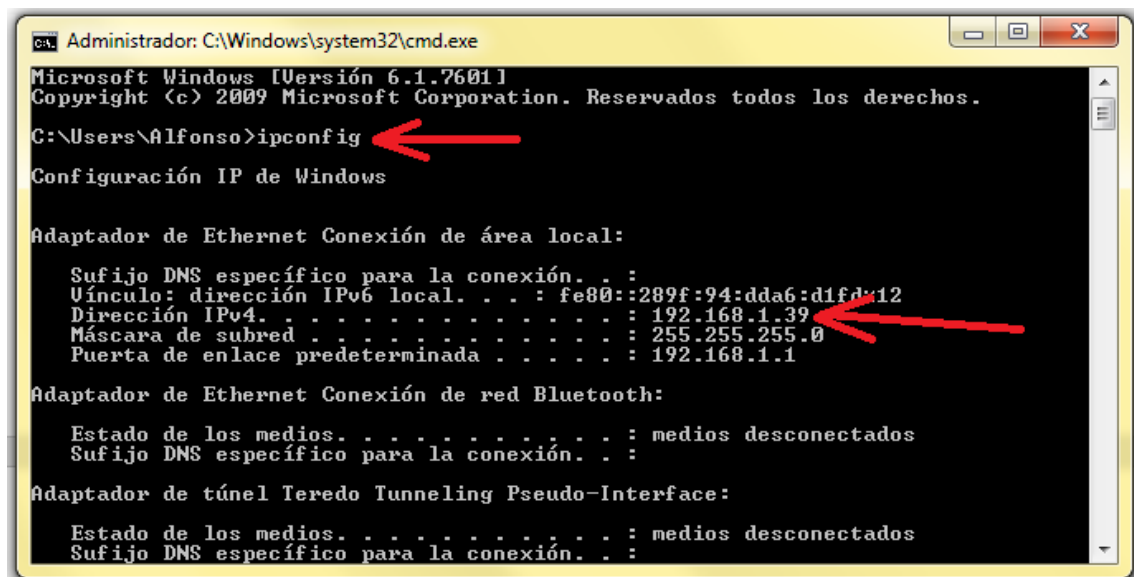 Administrador: C:\Windows\system32\cmd.exe
Microsoft Windows [Versión 6.1.7601]
Copyright (c) 2009 Microsoft Corporation. Reservados todos los derechos.
C:\Users\Alfonso>ipconfig
Configuración IP de Windows
Adaptador de Ethernet Conexión de área local:
Sufijo DNS específico para la conexión. . :
Vínculo: dirección IPv6 local. . . : fe80::289f:94:dda6:d1fd%12
Dirección IPv4. . . . . . . . . . . . . . : 192.168.1.39
Máscara de subred . . . . . . . . . . . . : 255.255.255.0
Puerta de enlace predeterminada . . . . . : 192.168.1.1
Adaptador de Ethernet Conexión de red Bluetooth:
Estado de los medios. . . . . . . . . . . : medios desconectados
Sufijo DNS específico para la conexión. . :
Adaptador de túnel Teredo Tunneling Pseudo-Interface:
Estado de los medios. . . . . . . . . . . : medios desconectados
Sufijo DNS específico para la conexión. . :